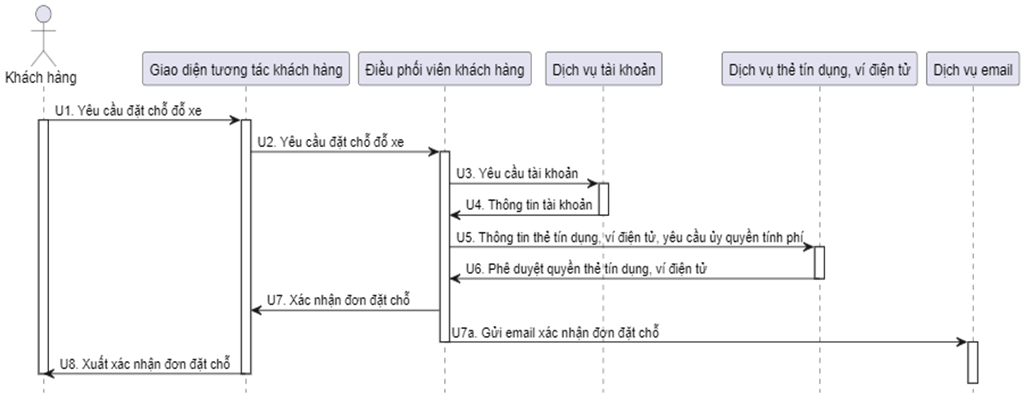 Khách hàng
Giao diện tương tác khách hàng
Điều phối viên khách hàng
Dịch vụ tài khoản
Dịch vụ thẻ tín dụng, ví điện tử
Dịch vụ email
U1. Yêu cầu đặt chỗ đỗ xe
U2. Yêu cầu đặt chỗ đỗ xe
U3. Yêu cầu tài khoản
U4. Thông tin tài khoản
U5. Thông tin thẻ tín dụng, ví điện tử, yêu cầu ủy quyền tính phí
U6. Phê duyệt quyền thẻ tín dụng, ví điện tử
U7. Xác nhận đơn đặt chỗ
U7a. Gửi email xác nhận đơn đặt chỗ
U8. Xuất xác nhận đơn đặt chỗ